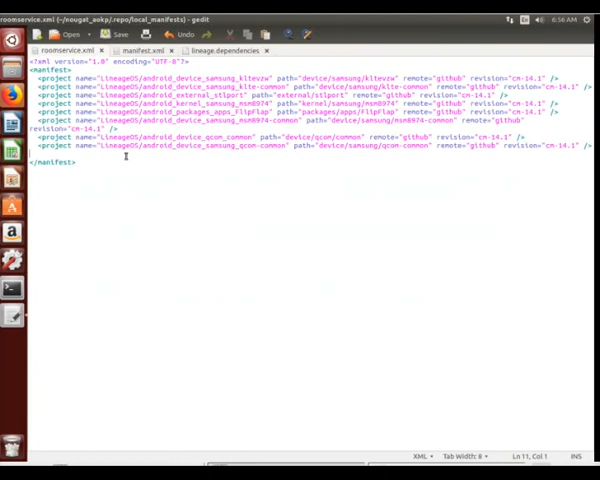 roomservice.xml (~/nougat_aokp/.repo/local_manifests) - gedit
En
6:56 AM
Open
Save
Undo
roomservice.xml
manifest.xml
lineage.dependencies
<?xml version="1.0" encoding="UTF-8"?>
<manifest>
<project name="LineageOS/android_device_samsung_kltevzw" path="device/samsung/kltevzw" remote="github" revision="cm-14.1" />
<project name="LineageOS/android_device_samsung_klte-common" path="device/samsung/klte-common" remote="github" revision="cm-14.1" />
<project name="LineageOS/android_external_stlport" path="external/stlport" remote="github" revision="cm-14.1" />
<project name="LineageOS/android_kernel_samsung_msm8974" path="kernel/samsung/msm8974" remote="github" revision="cm-14.1" />
<project name="LineageOS/android_packages_apps_FlipFlap" path="packages/apps/FlipFlap" remote="github" revision="cm-14.1" />
<project name="LineageOS/android_device_samsung_msm8974-common" path="device/samsung/msm8974-common" remote="github"
revision="cm-14.1" />
<project name="LineageOS/android_device_qcom_common" path="device/qcom/common" remote="github" revision="cm-14.1" />
<project name="LineageOS/android_device_samsung_qcom-common" path="device/samsung/qcom-common" remote="github" revision="cm-14.1" />
</manifest>
XML
Tab Width: 8
Ln 11, Col 1
INS